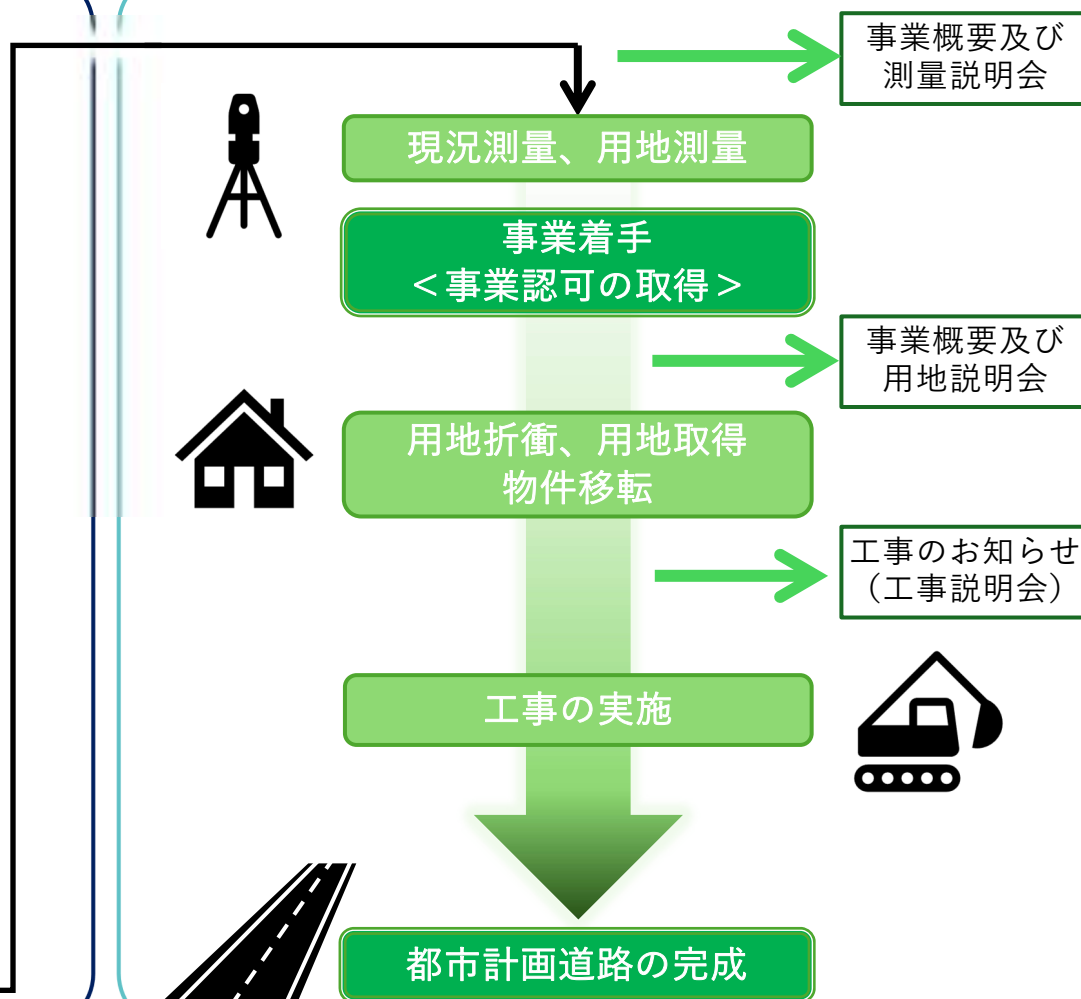 事業概要及び
測量説明会
現況測量、用地測量
事業着手
＜事業認可の取得＞
事業概要及び
用地説明会
用地折衝、用地取得
物件移転
工事のお知らせ
（工事説明会）
工事の実施
都市計画道路の完成